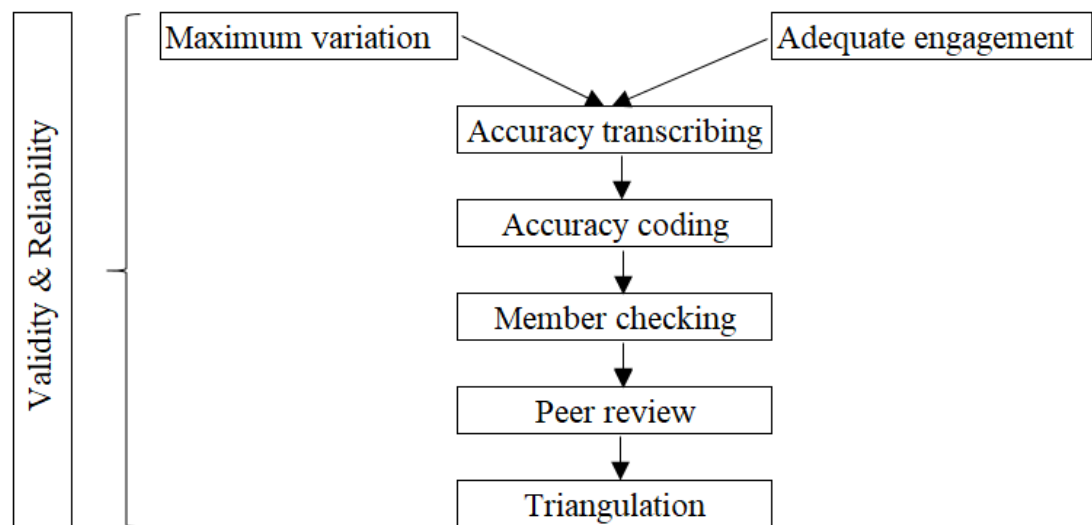 Validity & Reliability
Maximum variation
Adequate engagement
Accuracy transcribing
Accuracy coding
Member checking
Peer review
Triangulation